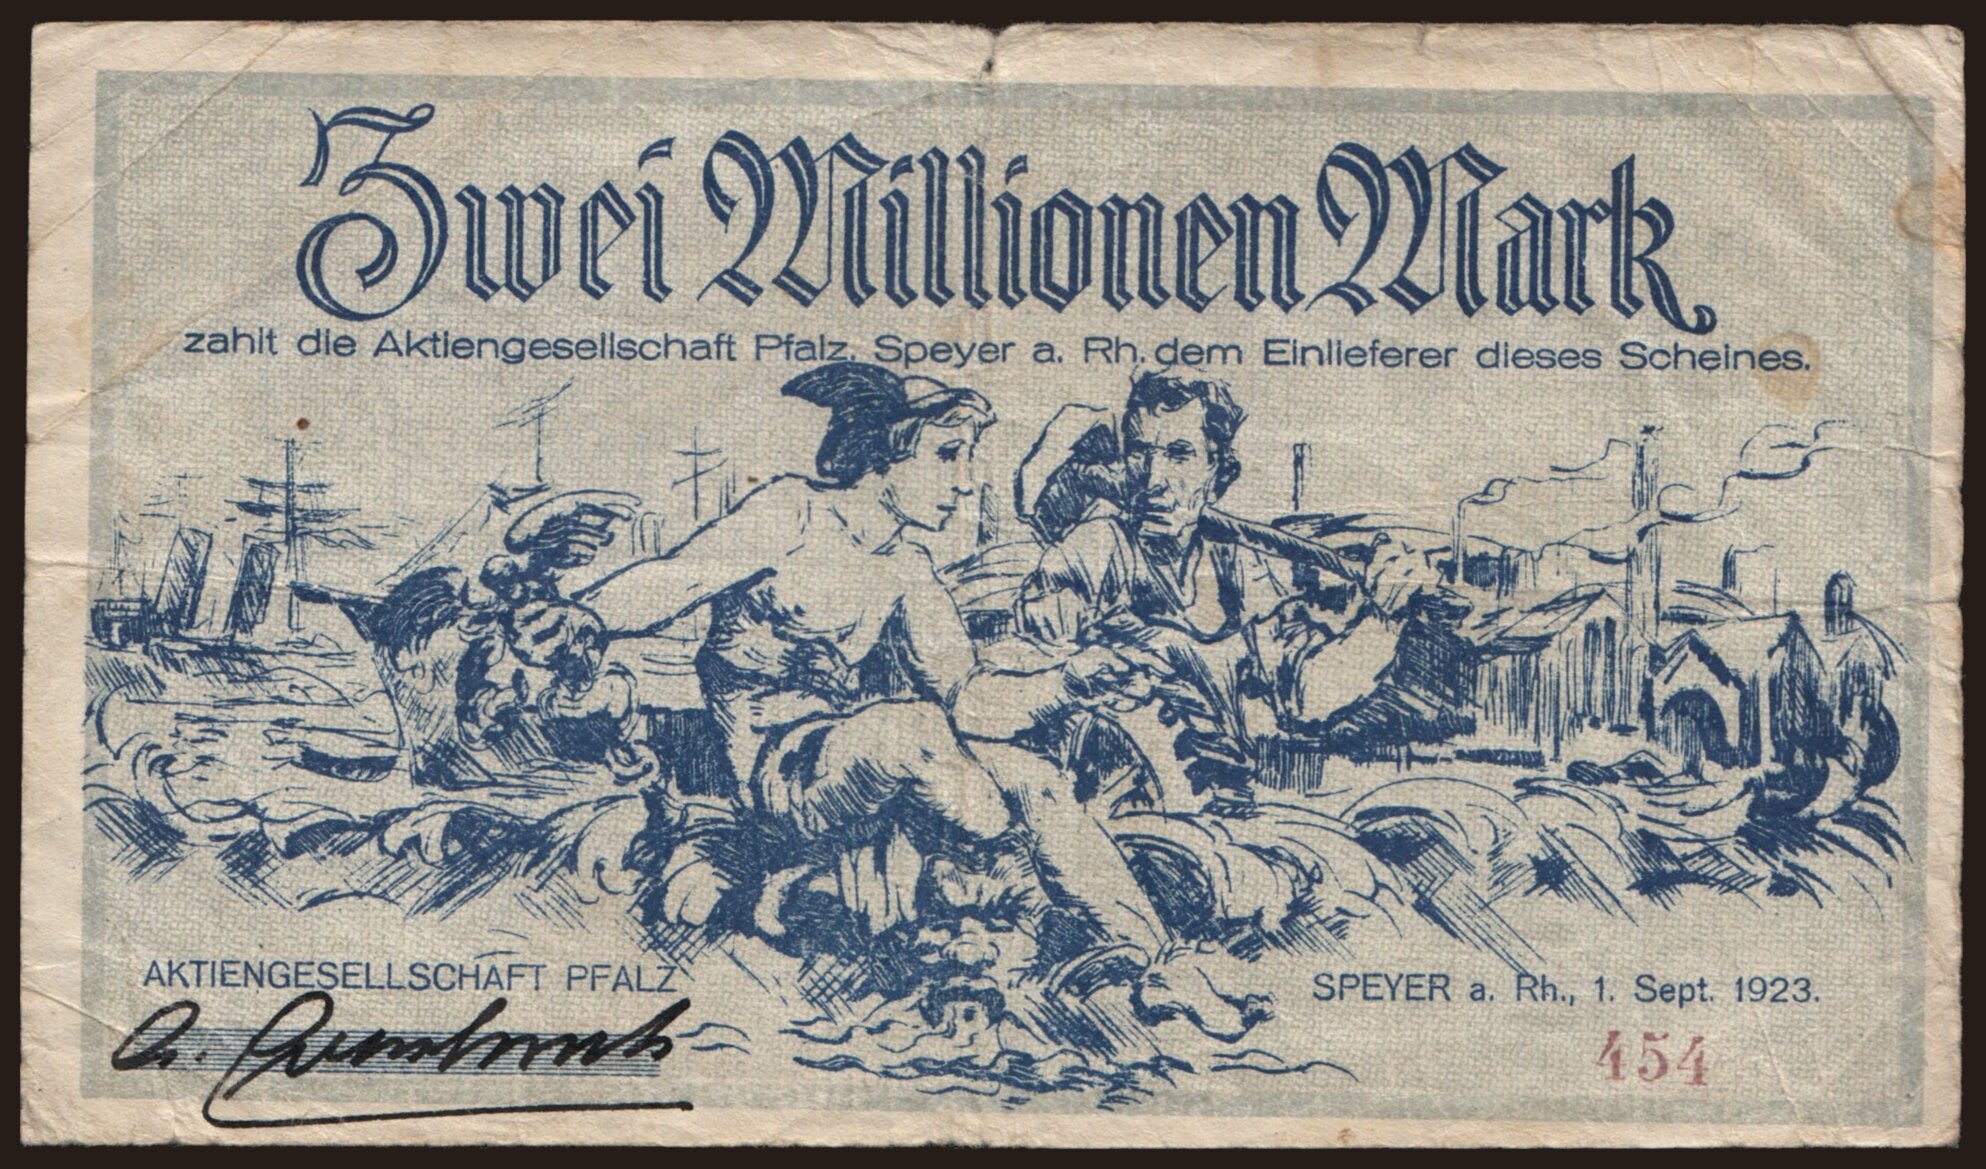 Zwei Millionen Mark
zahlt die Aktiengesellschaft Pfalz, Speyer a. Rh. dem Einlieferer dieses Scheines.
AKTIENGESELLSCHAFT PFALZ
SPEYER a. Rh., 1. Sept. 1923.
454